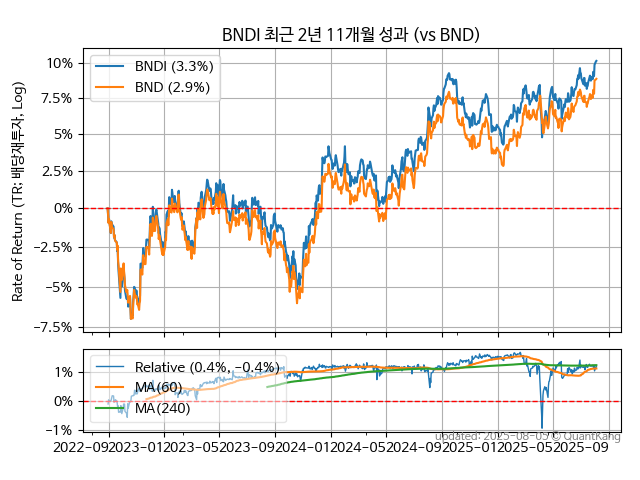 BNDI 최근 2년 11개월 성과 (vs BND)
Rate of Return (TR: 배당재투자, Log)
10%
7.5%
5%
2.5%
0%
−2.5%
−5%
−7.5%
BNDI (3.3%)
BND (2.9%)
1%
0%
−1%
Relative (0.4%, −0.4%)
MA(60)
MA(240)
updated: 2025-08-05 © QuantKang
2022-09 2023-01 2023-05 2023-09 2024-01 2024-05 2024-09 2025-01 2025-05 2025-09